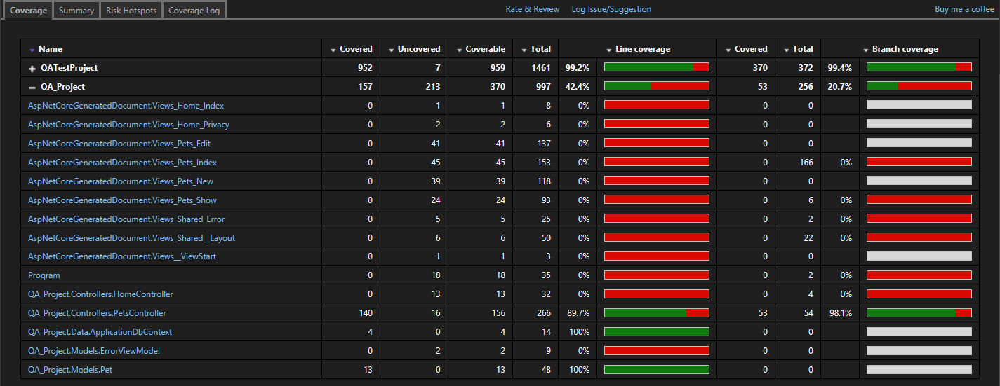 Coverage Summary Risk Hotspots Coverage Log Rate & Review Log Issue/Suggestion Buy me a coffee
Name Covered Uncovered Coverable Total Line coverage Covered Total Branch coverage
QATestProject 952 7 959 1461 99.2% 370 372 99.4%
QA_Project 157 213 370 997 42.4% 53 256 20.7%
AspNetCoreGeneratedDocument.Views_Home_Index 0 1 1 8 0% 0 0
AspNetCoreGeneratedDocument.Views_Home_Privacy 0 2 2 6 0% 0 0
AspNetCoreGeneratedDocument.Views_Pets_Edit 0 41 41 137 0% 0 0
AspNetCoreGeneratedDocument.Views_Pets_Index 0 45 45 153 0% 0 166 0%
AspNetCoreGeneratedDocument.Views_Pets_New 0 39 39 118 0% 0 0
AspNetCoreGeneratedDocument.Views_Pets_Show 0 24 24 93 0% 0 6 0%
AspNetCoreGeneratedDocument.Views_Shared_Error 0 5 5 25 0% 0 2 0%
AspNetCoreGeneratedDocument.Views_Shared__Layout 0 6 6 50 0% 0 22 0%
AspNetCoreGeneratedDocument.Views__ViewStart 0 1 1 3 0% 0 0
Program 0 18 18 35 0% 0 2 0%
QA_Project.Controllers.HomeController 0 13 13 32 0% 0 4 0%
QA_Project.Controllers.PetsController 140 16 156 266 89.7% 53 54 98.1%
QA_Project.Data.ApplicationDbContext 4 0 4 14 100% 0 0
QA_Project.Models.ErrorViewModel 0 2 2 9 0% 0 0
QA_Project.Models.Pet 13 0 13 48 100% 0 0